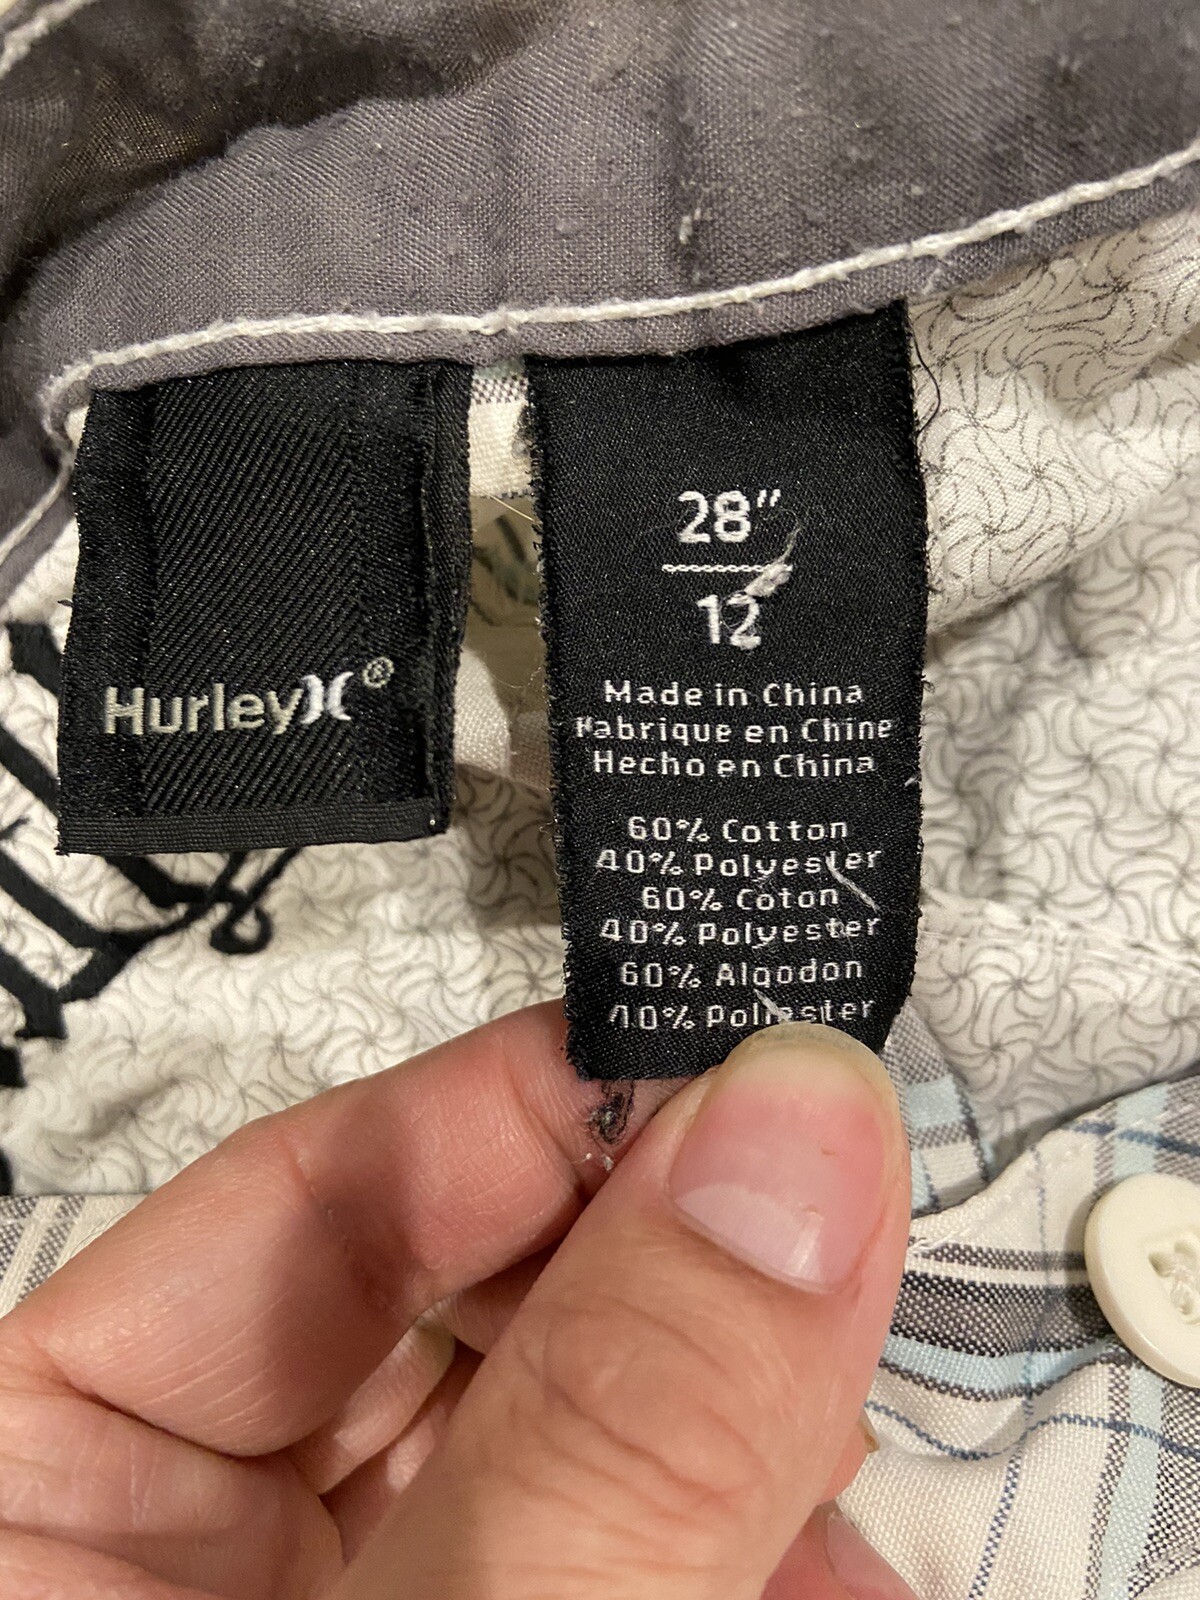 Hurley®
28"
12
Made in China
Fabrique en Chine
Hecho en China
60% Cotton
40% Polyester
60% Coton
40% Polyester
60% Algodon
40% Poliester